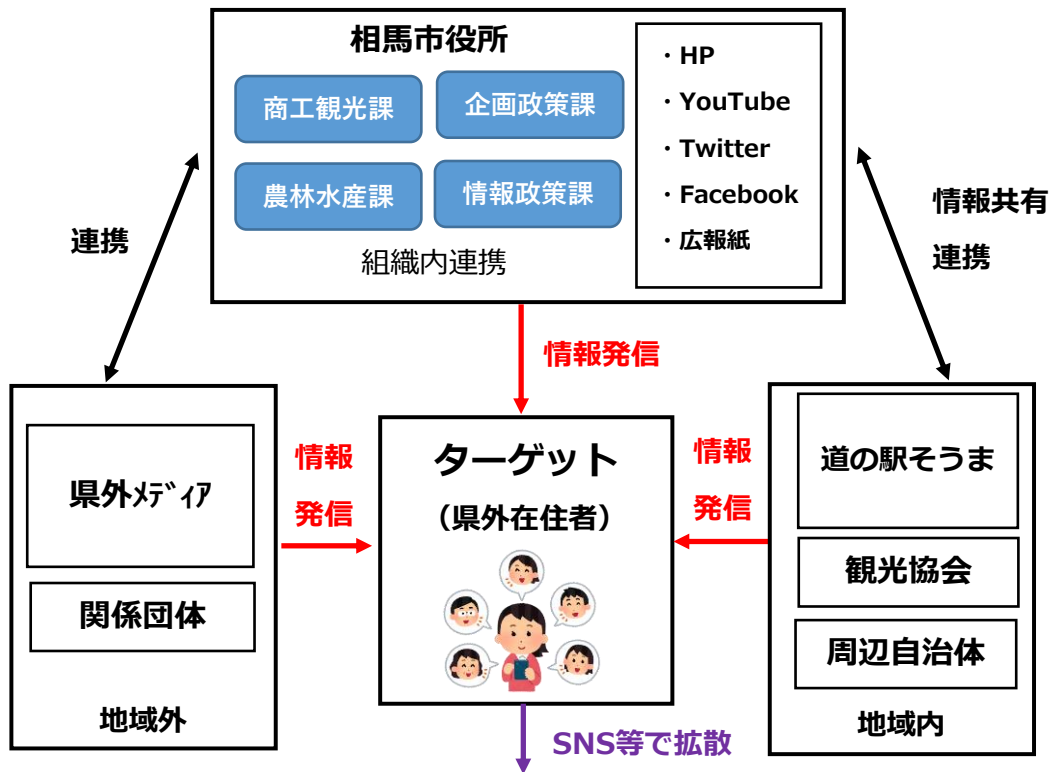 相馬市役所
商工観光課
企画政策課
農林水産課
情報政策課
組織内連携
・HP
・YouTube
・Twitter
・Facebook
・広報紙
連携
情報共有
連携
情報発信
県外ﾒﾃﾞｨｱ
関係団体
地域外
情報
発信
ターゲット
（県外在住者）
情報
発信
道の駅そうま
観光協会
周辺自治体
地域内
SNS等で拡散